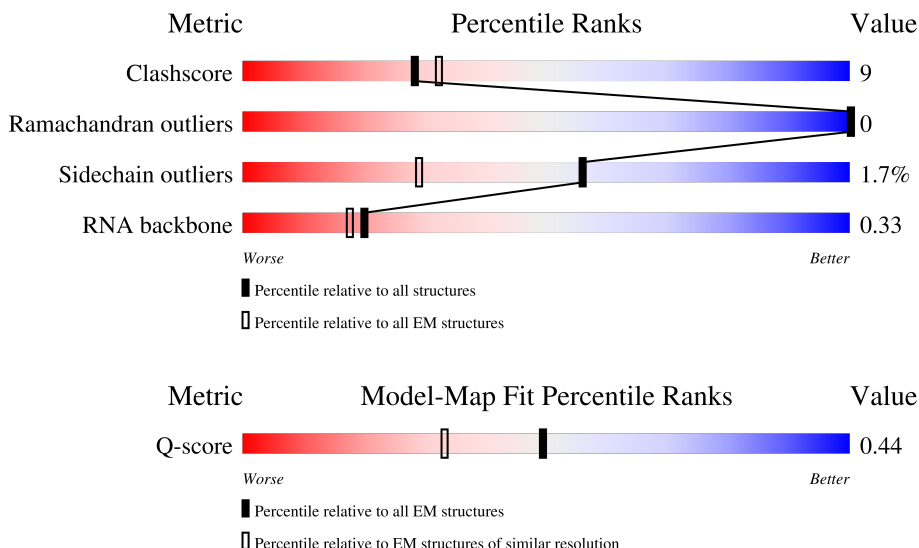 Metric Percentile Ranks Value
Clashscore 9
Ramachandran outliers 0
Sidechain outliers 1.7%
RNA backbone 0.33
Worse Better
Percentile relative to all structures
Percentile relative to all EM structures
Metric Model-Map Fit Percentile Ranks Value
Q-score 0.44
Worse Better
Percentile relative to all EM structures
Percentile relative to EM structures of similar resolution